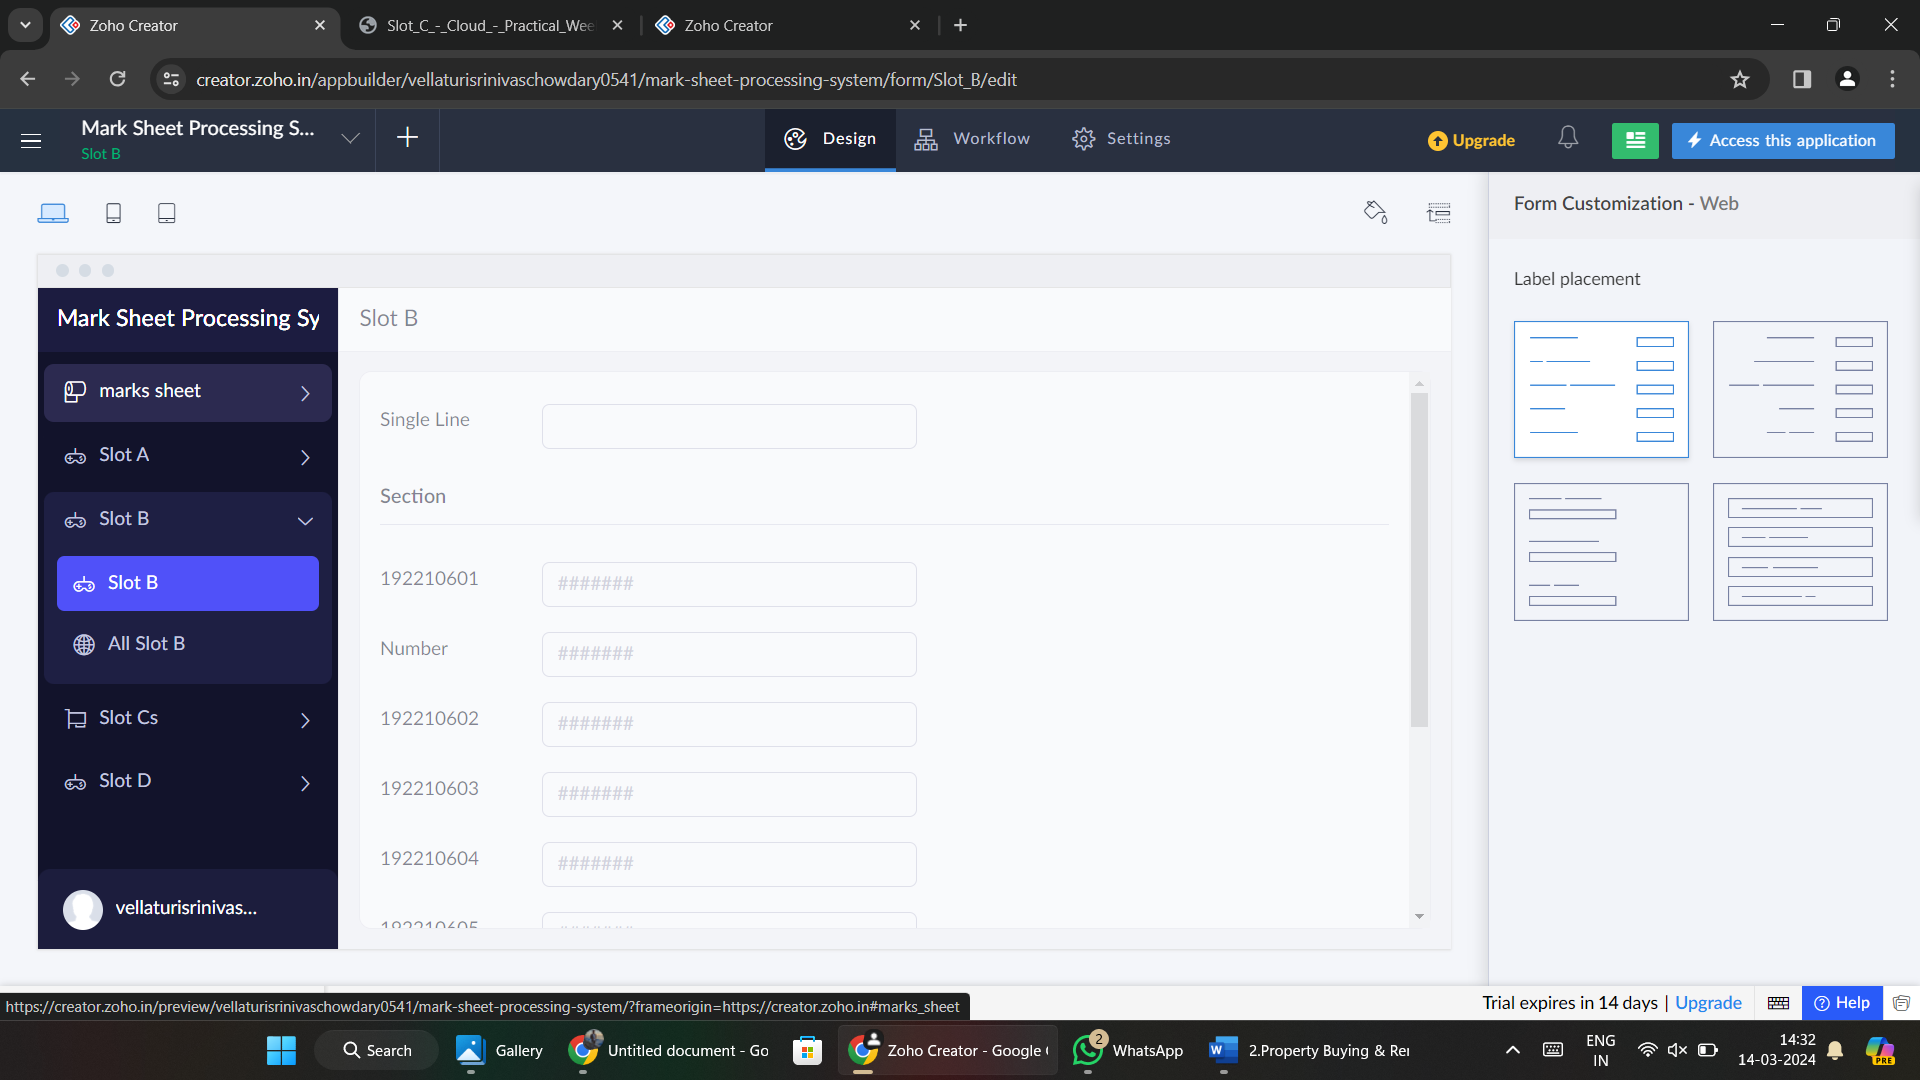 Zoho Creator
Slot_C_-_Cloud_-_Practical_Wee
Zoho Creator
creator.zoho.in/appbuilder/vellaturisrinivaschowdary0541/mark-sheet-processing-system/form/Slot_B/edit
Mark Sheet Processing S...
Slot B
Design
Workflow
Settings
Upgrade
Access this application
Form Customization - Web
Label placement
Mark Sheet Processing Sy
marks sheet
Slot A
Slot B
Slot B
All Slot B
Slot Cs
Slot D
vellaturisrinivas...
Slot B
Single Line
Section
192210601 #######
Number #######
192210602 #######
192210603 #######
192210604 #######
192210605
https://creator.zoho.in/preview/vellaturisrinivaschowdary0541/mark-sheet-processing-system/?frameorigin=https://creator.zoho.in#marks_sheet
Trial expires in 14 days | Upgrade
Help
Search
Gallery
Untitled document - Go
Zoho Creator - Google
2
WhatsApp
2.Property Buying & Re
ENG
IN
14:32
14-03-2024
PRE